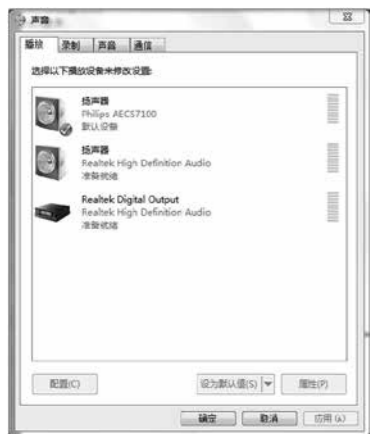 声音
播放 录制 声音 通信
选择以下播放设备来修改设置:
扬声器
Philips AECS7100
默认设备
扬声器
Realtek High Definition Audio
准备就绪
Realtek Digital Output
Realtek High Definition Audio
准备就绪
配置(C) 设为默认值(S) 属性(P)
确定 取消 应用(A)